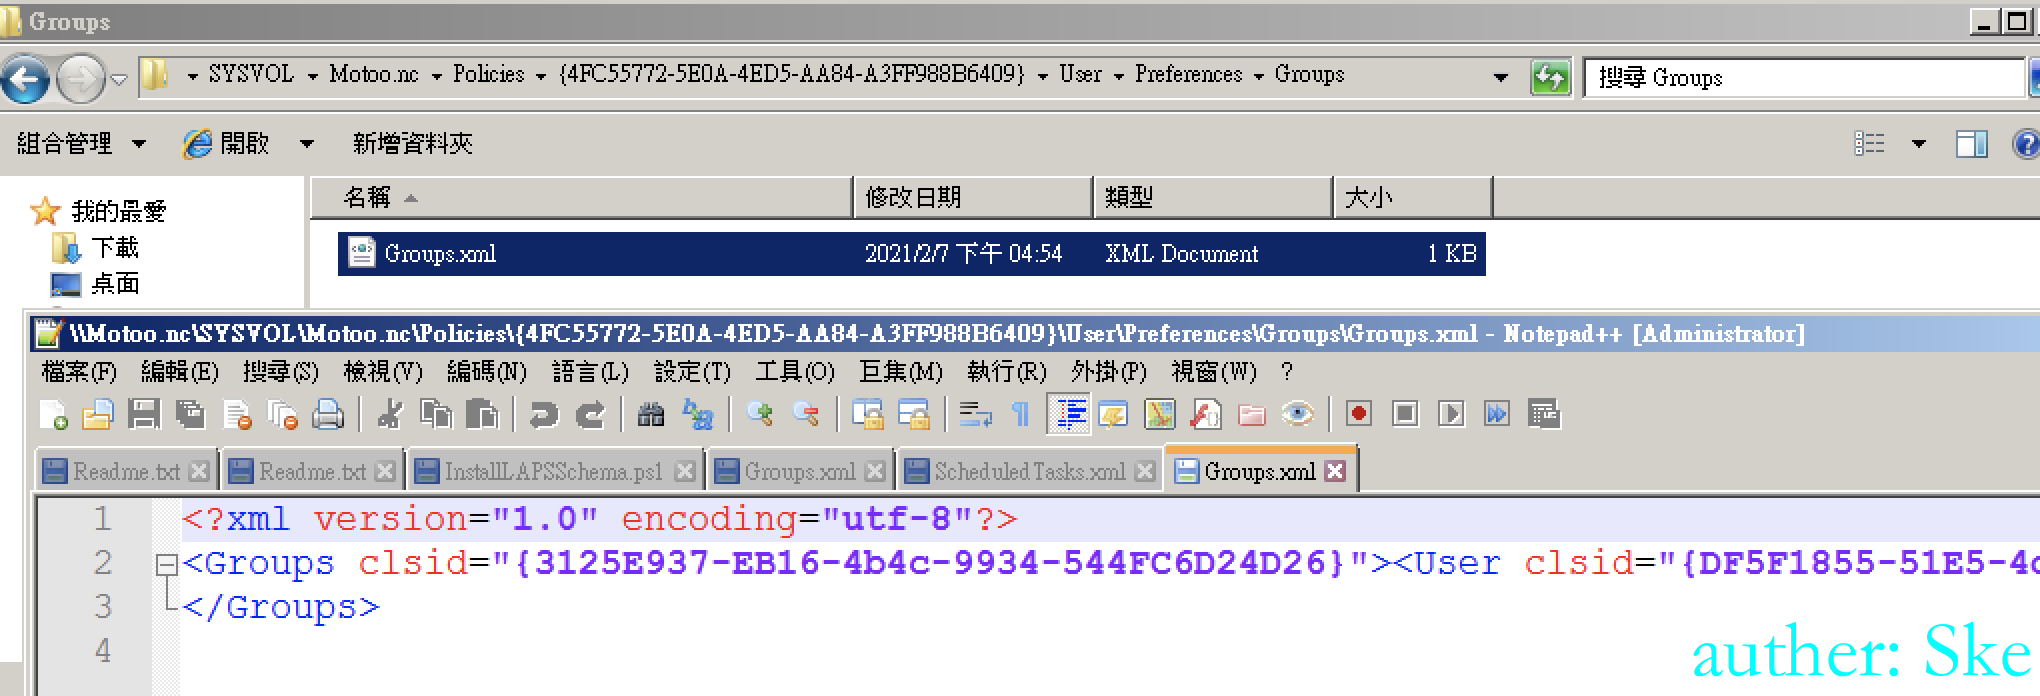 Groups
SYSVOL Motoo.nc Policies {4FC55772-5E0A-4ED5-AA84-A3FF988B6409} User Preferences Groups 搜尋 Groups
組合管理 開啟 新增資料夾
我的最愛
下載
桌面
名稱 修改日期 類型 大小
Groups.xml 2021/2/7 下午 04:54 XML Document 1 KB
\\Motoo.nc\SYSVOL\Motoo.nc\Policies\{4FC55772-5E0A-4ED5-AA84-A3FF988B6409}\User\Preferences\Groups\Groups.xml - Notepad++ [Administrator]
檔案(F) 編輯(E) 搜尋(S) 檢視(V) 編碼(N) 語言(L) 設定(T) 工具(O) 巨集(M) 執行(R) 外掛(P) 視窗(W) ?
Readme.txt Readme.txt InstallLAPSSchema.ps1 Groups.xml ScheduledTasks.xml Groups.xml
1 <?xml version="1.0" encoding="utf-8"?>
2 <Groups clsid="{3125E937-EB16-4b4c-9934-544FC6D24D26}"><User clsid="{DF5F1855-51E5-4d
3 </Groups>
4
auther: Ske